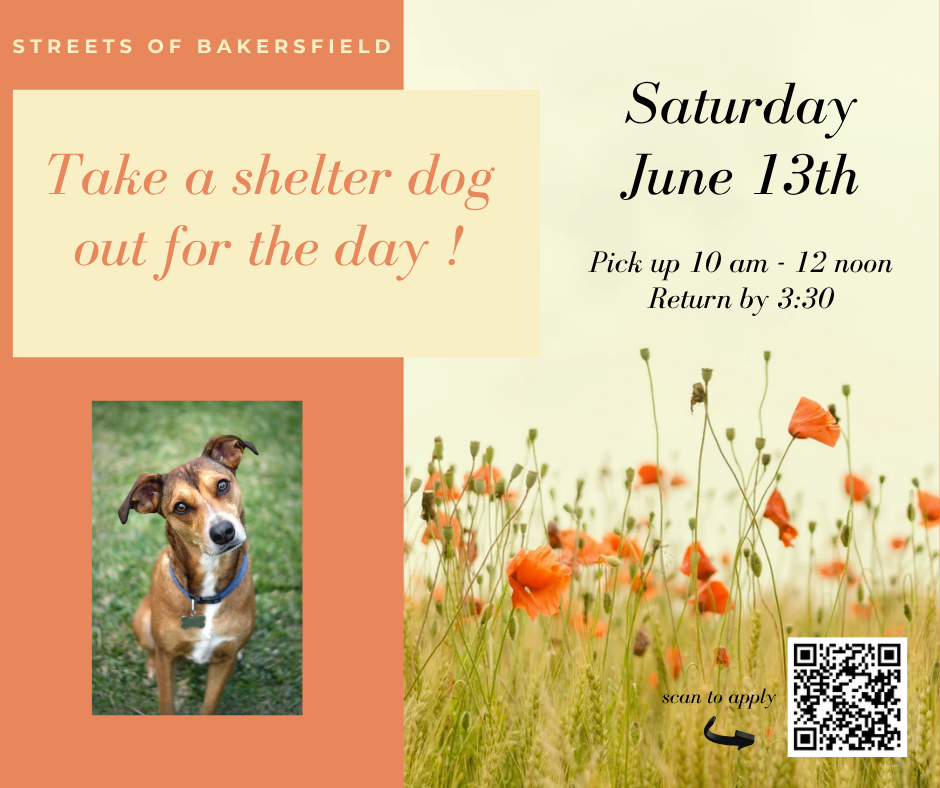 STREETS OF BAKERSFIELD
Take a shelter dog
out for the day !
Saturday
June 13th
Pick up 10 am - 12 noon
Return by 3:30
scan to apply